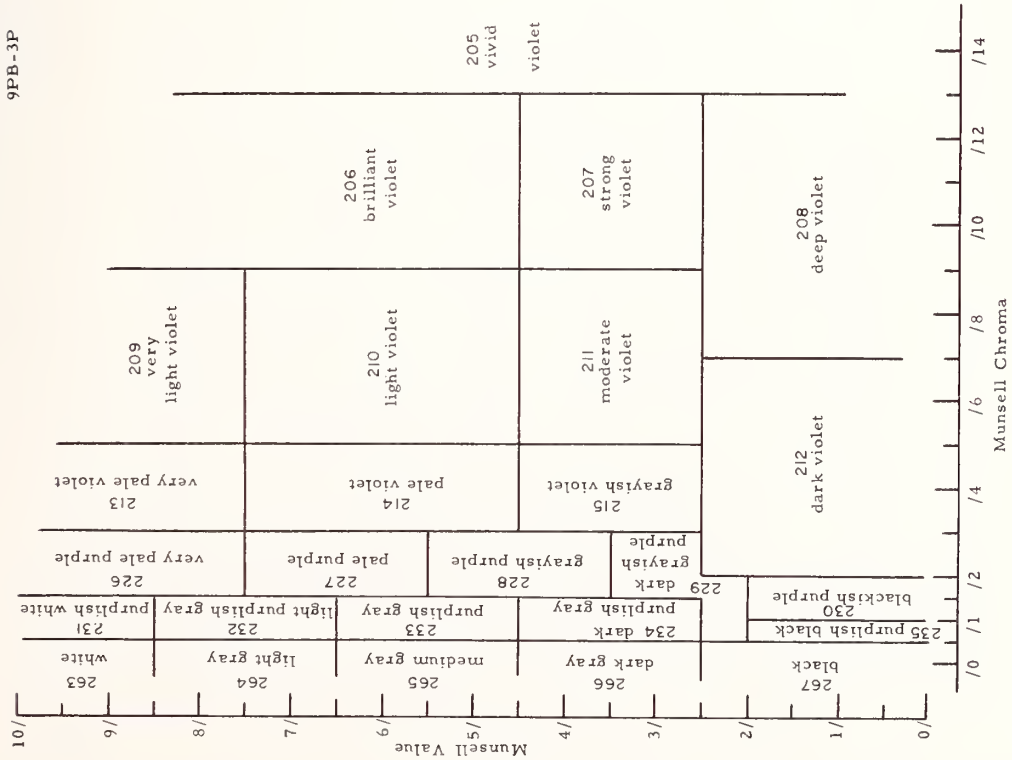 9PB-3P
205
vivid
violet
206
brilliant
violet
207
strong
violet
208
deep violet
209
very
light violet
210
light violet
211
moderate
violet
212
dark violet
213
very pale violet
214
pale violet
215
grayish violet
226
very pale purple
227
pale purple
228
grayish purple
229 dark
grayish
purple
230
blackish purple
231
purplish white
232
light purplish gray
233
purplish gray
234 dark
purplish gray
235 purplish black
263
white
264
light gray
265
medium gray
266
dark gray
267
black
10/
9/
8/
7/
6/
5/
4/
3/
2/
1/
0/
Munsell Value
/0
/1
/2
/4
/6
/8
/10
/12
/14
Munsell Chroma